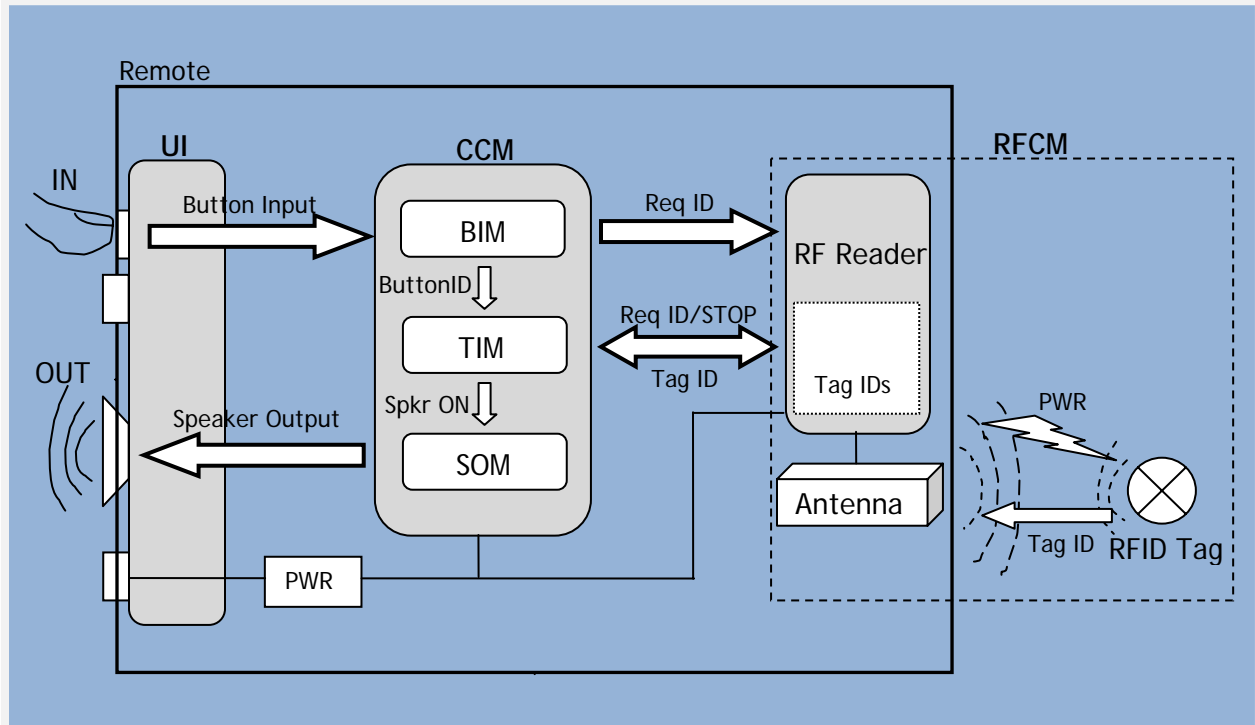 Remote
UI
CCM
RFCM
IN
Button Input
BIM
Req ID
RF Reader
ButtonID
TIM
Req ID/STOP
Tag ID
Tag IDs
OUT
Speaker Output
Spkr ON
SOM
PWR
Antenna
Tag ID
RFID Tag
PWR